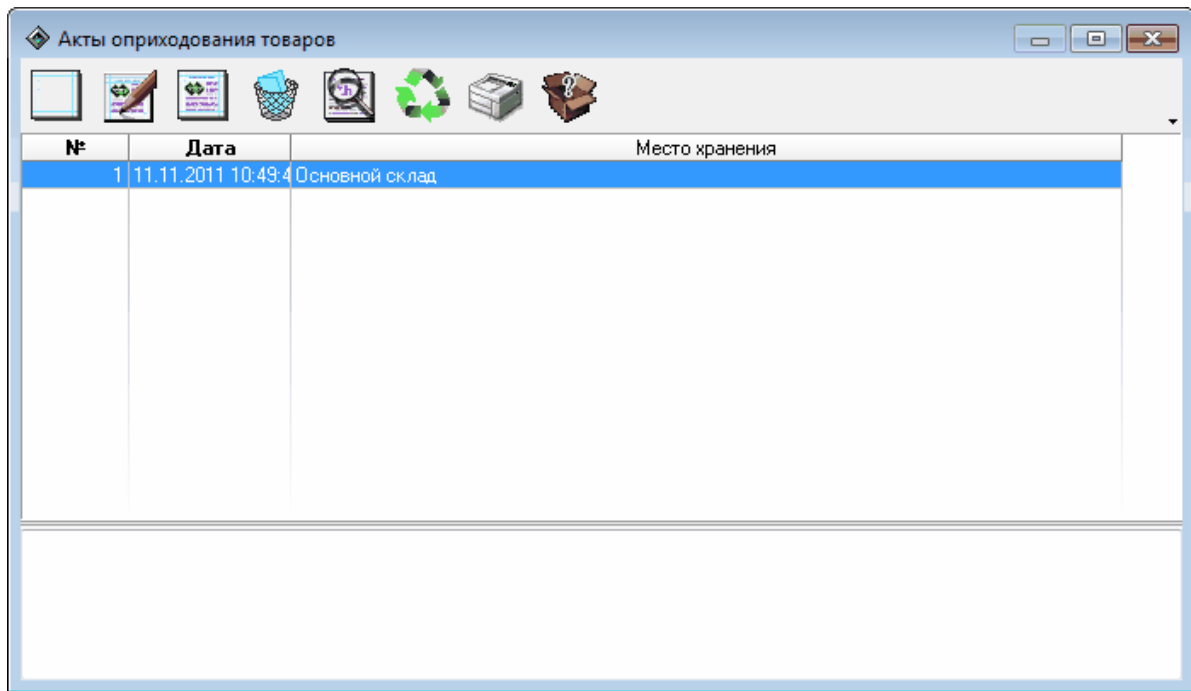 Акты оприходования товаров
№ Дата Место хранения
1 11.11.2011 10:49:4 Основной склад